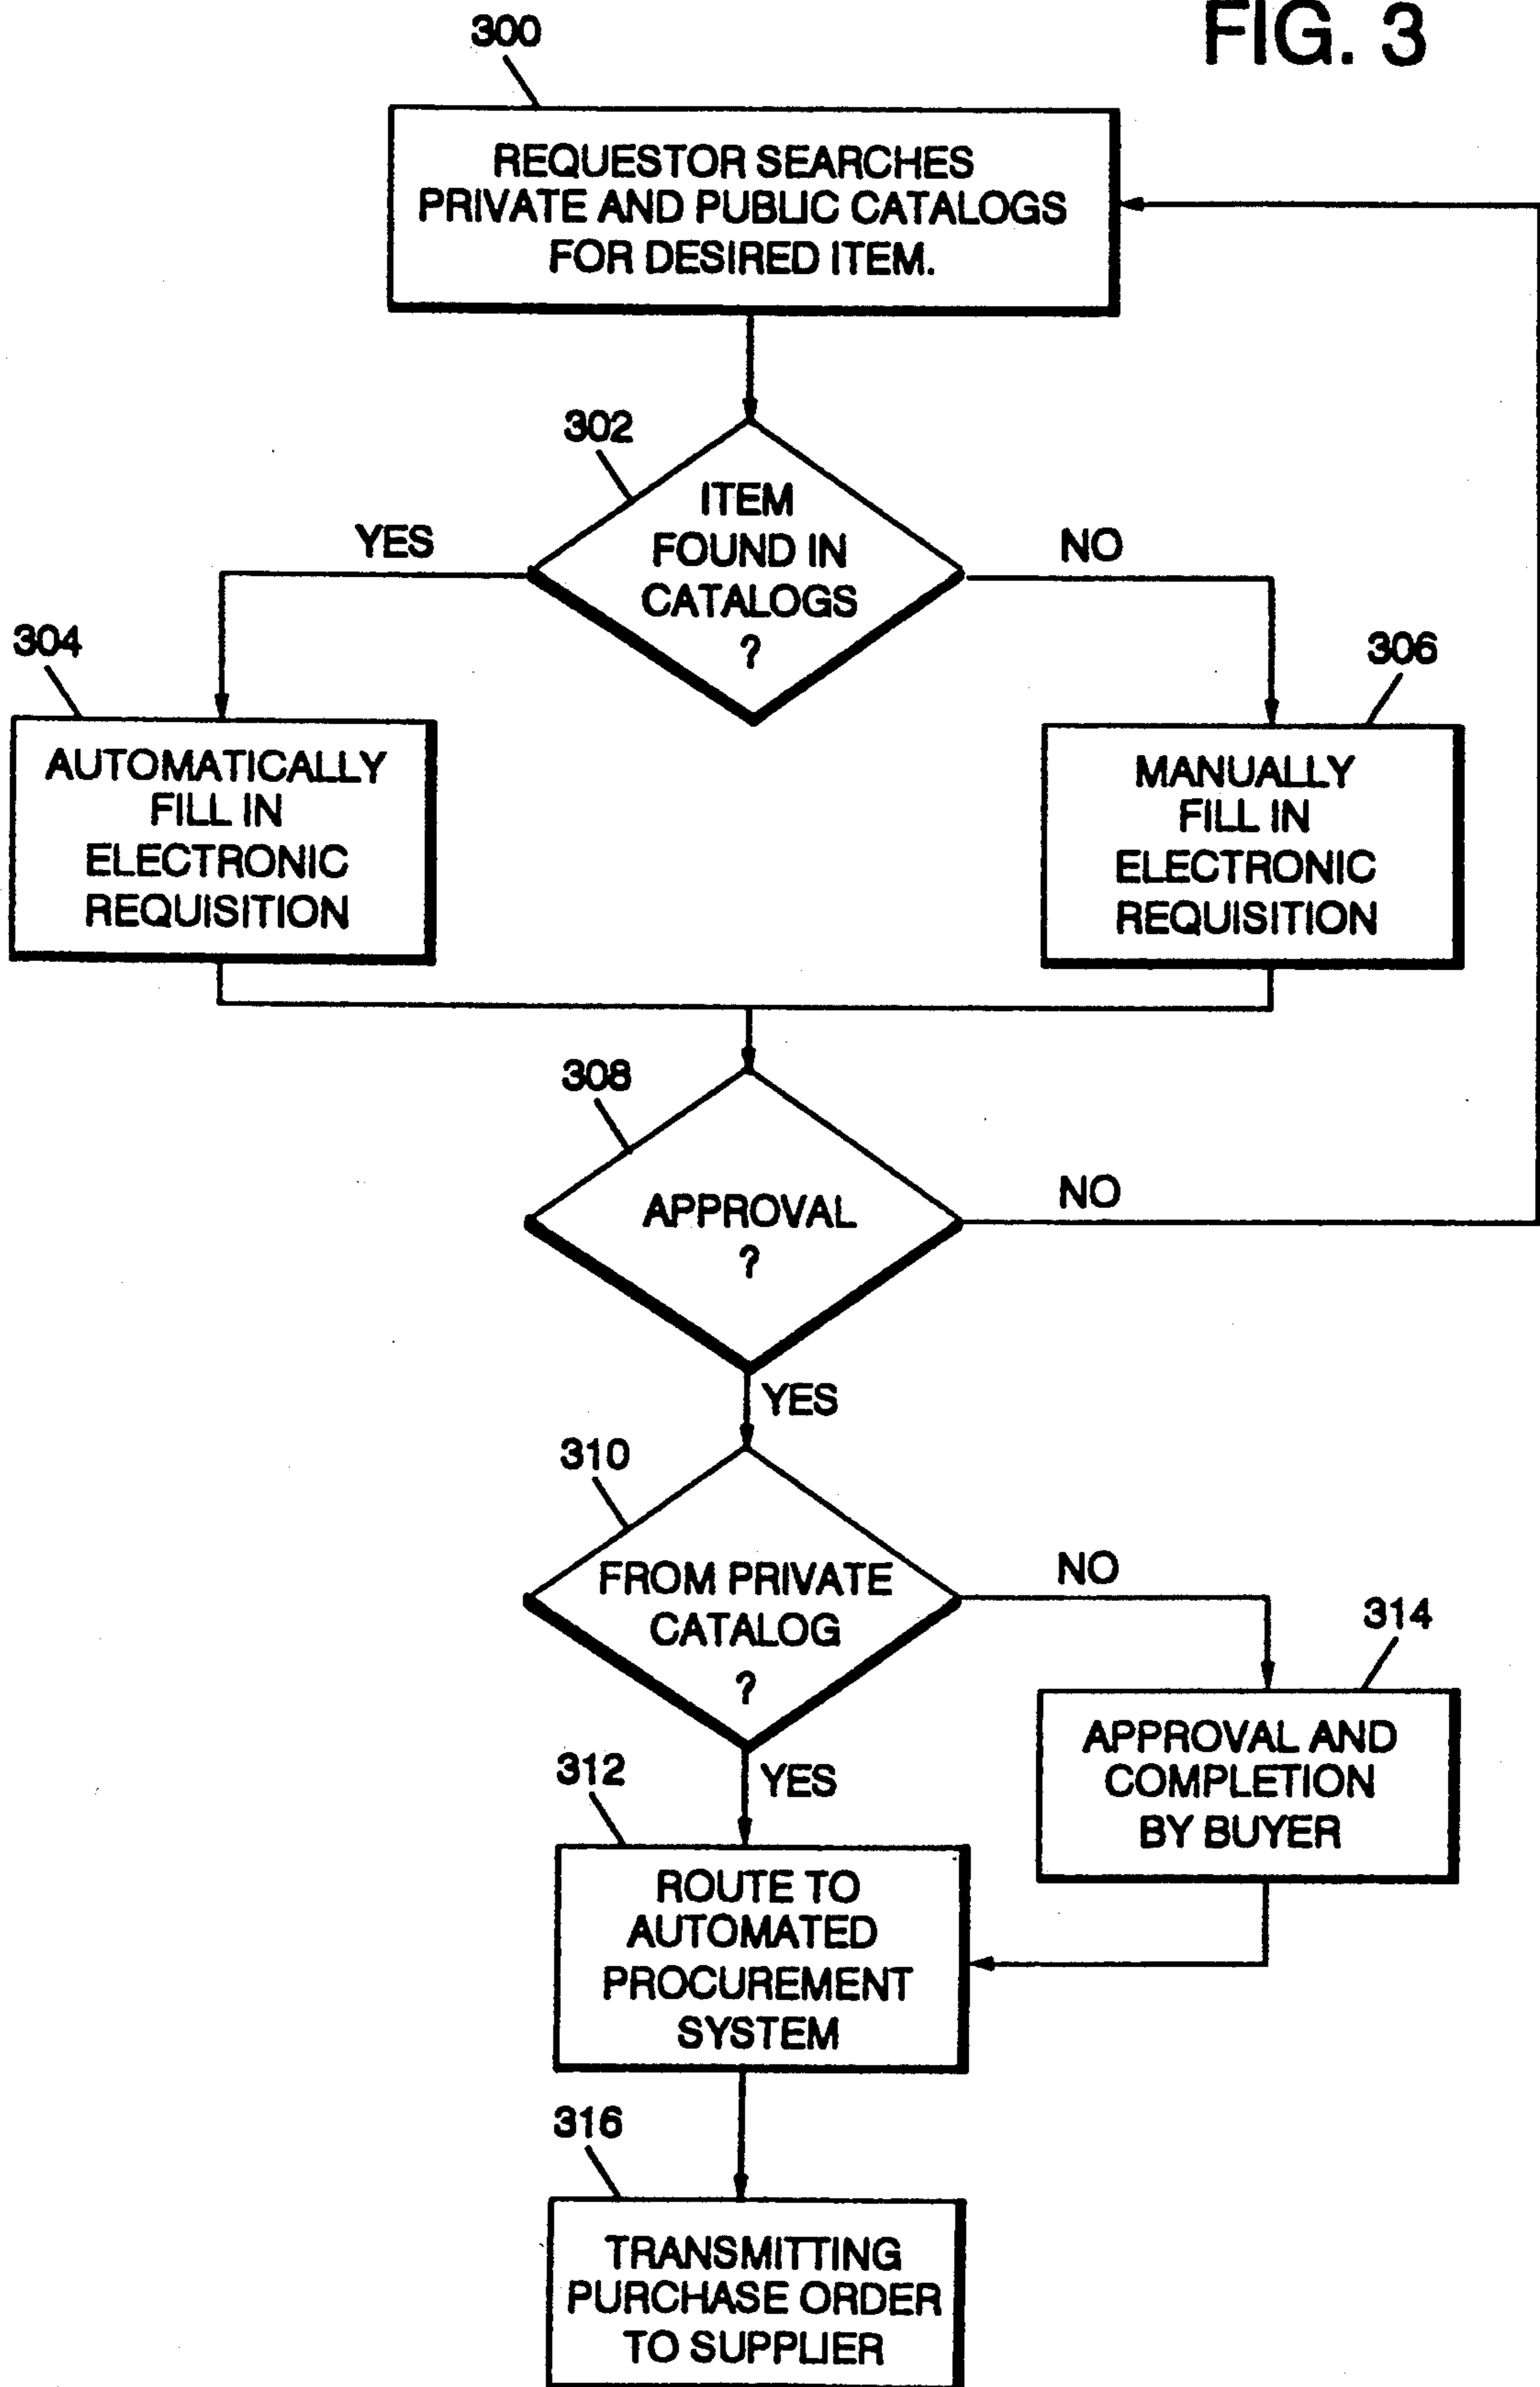 FIG. 3
300
REQUESTOR SEARCHES
PRIVATE AND PUBLIC CATALOGS
FOR DESIRED ITEM.
302
ITEM
FOUND IN
CATALOGS
?
YES
NO
304
AUTOMATICALLY
FILL IN
ELECTRONIC
REQUISITION
306
MANUALLY
FILL IN
ELECTRONIC
REQUISITION
308
APPROVAL
?
NO
YES
310
FROM PRIVATE
CATALOG
?
NO
YES
314
APPROVAL AND
COMPLETION
BY BUYER
312
ROUTE TO
AUTOMATED
PROCUREMENT
SYSTEM
316
TRANSMITTING
PURCHASE ORDER
TO SUPPLIER